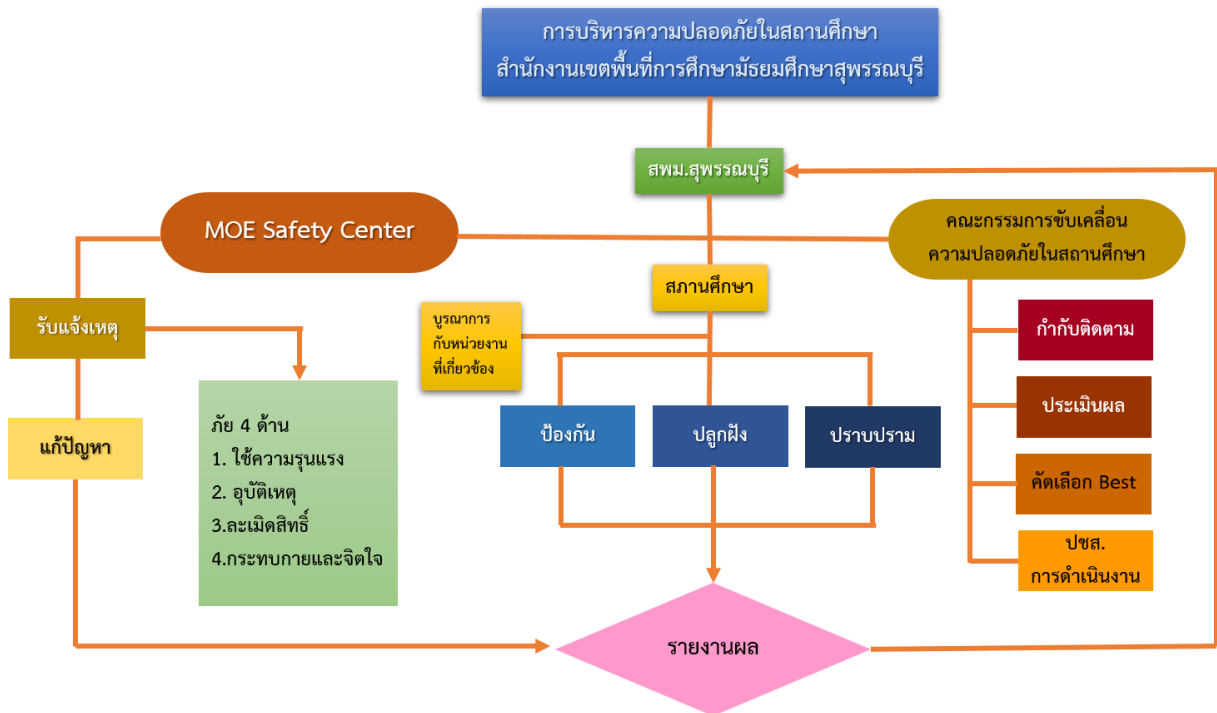 การบริหารความปลอดภัยในสถานศึกษา
สำนักงานเขตพื้นที่การศึกษามัธยมศึกษาสุพรรณบุรี
สพม.สุพรรณบุรี
MOE Safety Center
คณะกรรมการขับเคลื่อน
ความปลอดภัยในสถานศึกษา
สภานศึกษา
รับแจ้งเหตุ
บูรณาการ
กับหน่วยงาน
ที่เกี่ยวข้อง
กำกับติดตาม
ภัย 4 ด้าน
1. ใช้ความรุนแรง
2. อุบัติเหตุ
3.ละเมิดสิทธิ์
4.กระทบกายและจิตใจ
แก้ปัญหา
ป้องกัน
ปลูกฝัง
ปราบปราม
ประเมินผล
คัดเลือก Best
ปชส.
การดำเนินงาน
รายงานผล